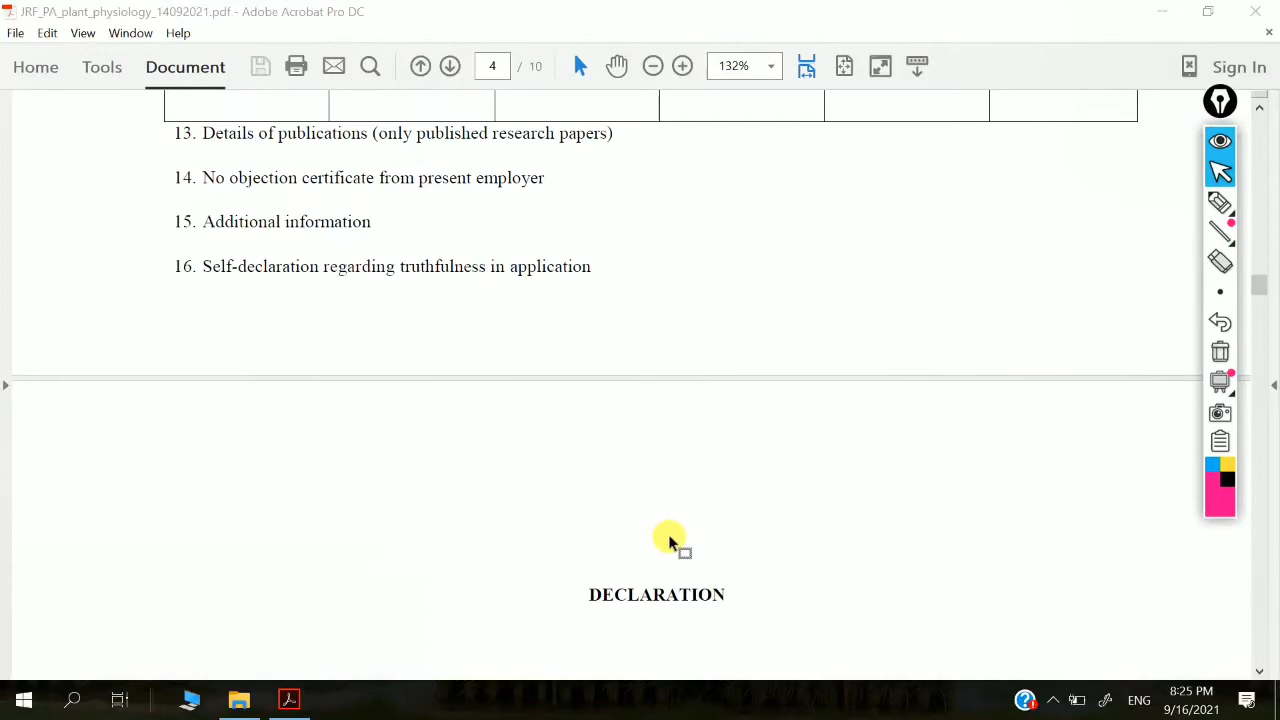 JRF_PA_plant_physiology_14092021.pdf - Adobe Acrobat Pro DC
File Edit View Window Help
Home Tools Document 4 / 10 132% Sign In
13. Details of publications (only published research papers)
14. No objection certificate from present employer
15. Additional information
16. Self-declaration regarding truthfulness in application
DECLARATION
ENG
8:25 PM
9/16/2021